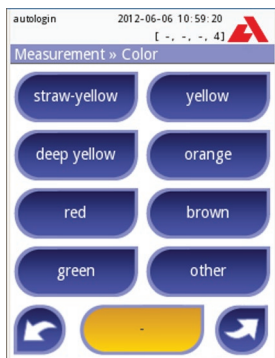 autologin 2012-06-06 10:59:20
[ -, -, -, 4]
Measurement » Color
straw-yellow yellow
deep yellow orange
red brown
green other
-